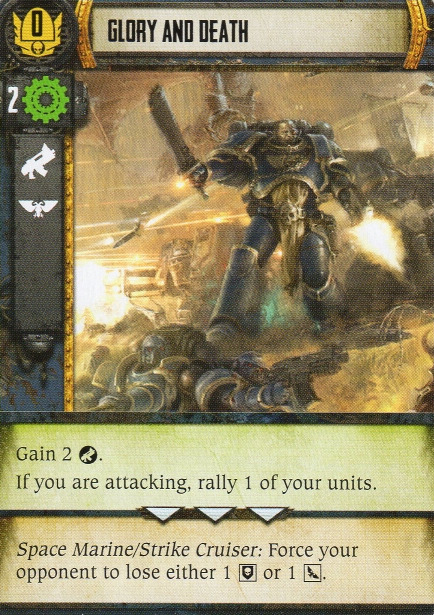 0
GLORY AND DEATH
2
Gain 2 .
If you are attacking, rally 1 of your units.
Space Marine/Strike Cruiser: Force your
opponent to lose either 1 or 1 .